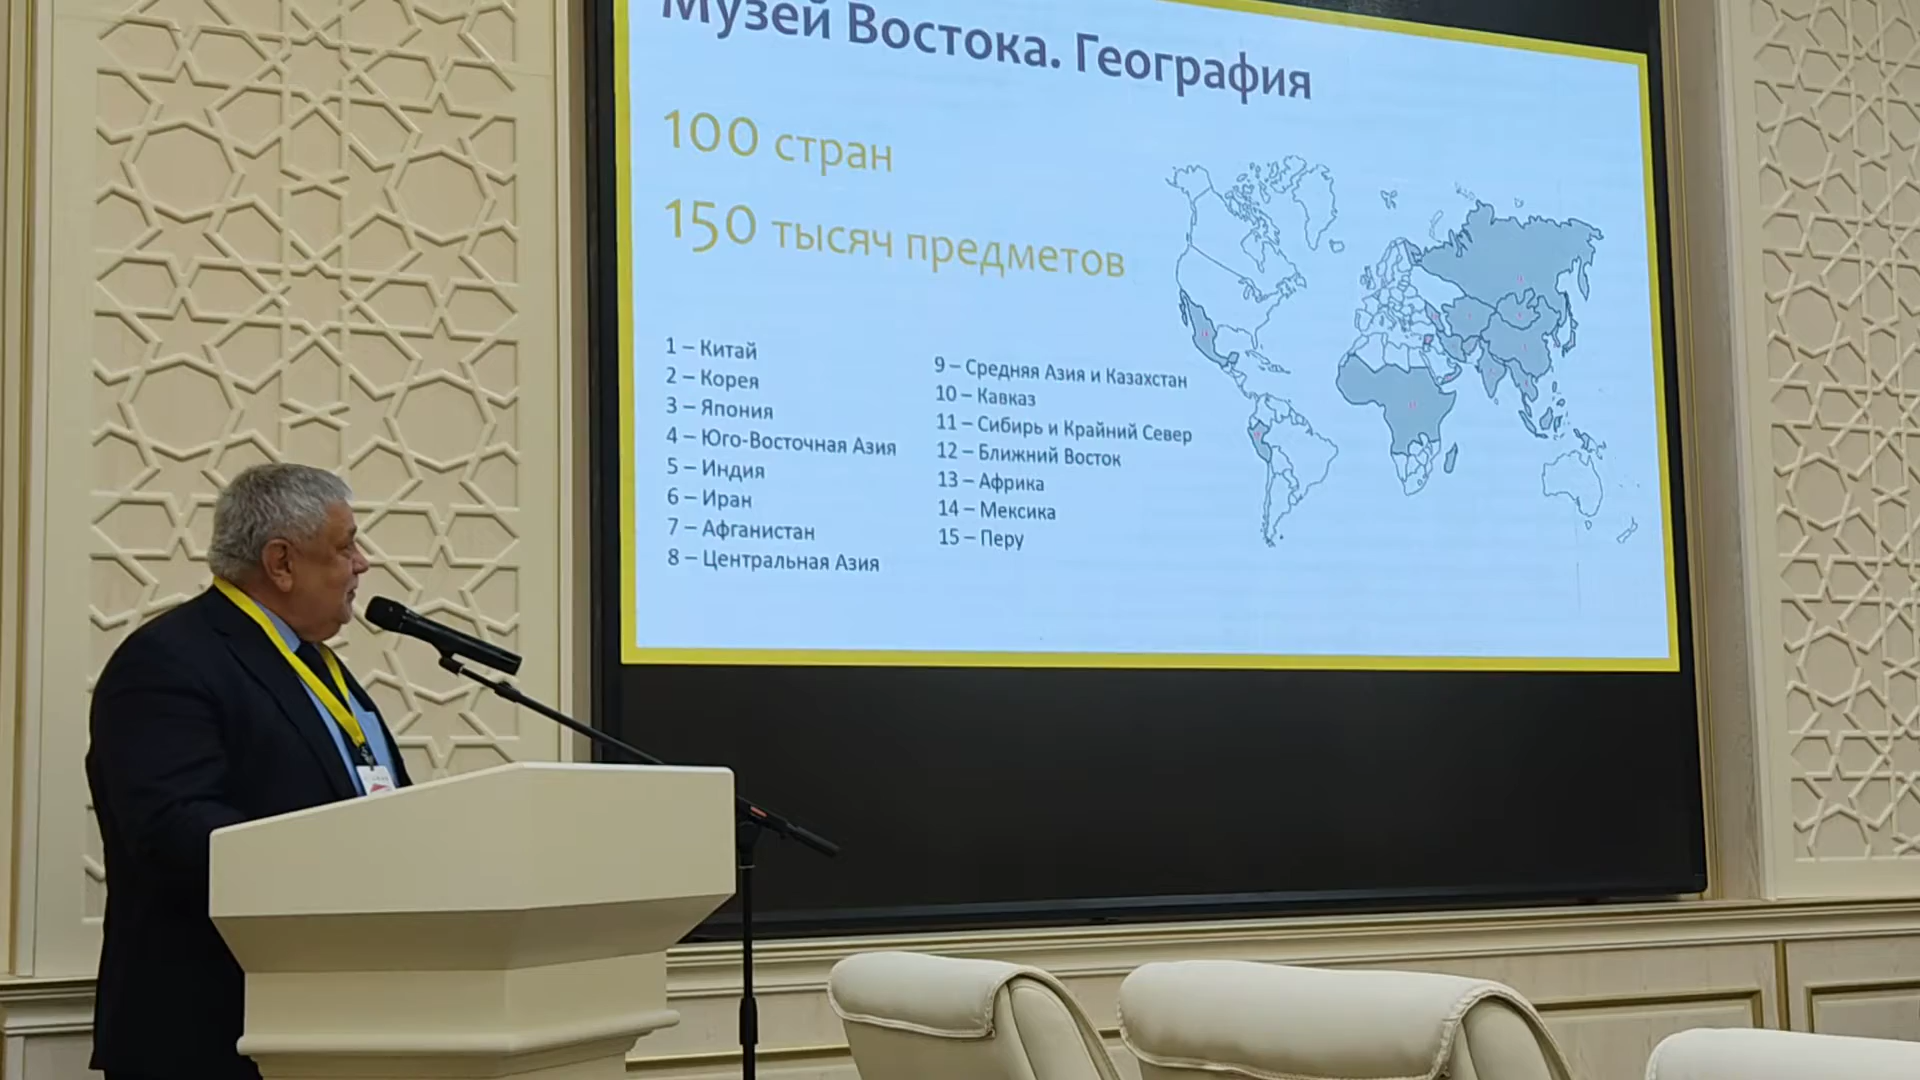 Музей Востока. География
100 стран
150 тысяч предметов
1 – Китай
2 – Корея
3 – Япония
4 – Юго-Восточная Азия
5 – Индия
6 – Иран
7 – Афганистан
8 – Центральная Азия
9 – Средняя Азия и Казахстан
10 – Кавказ
11 – Сибирь и Крайний Север
12 – Ближний Восток
13 – Африка
14 – Мексика
15 – Перу